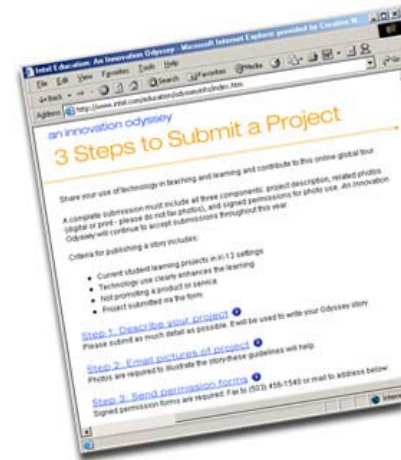 Intel Education: An Innovation Odyssey - Microsoft Internet Explorer provided by Creative M...
File Edit View Favorites Tools Help
Back Search Favorites Media
Address http://www.intel.com/education/odyssey/info/index.htm
an innovation odyssey
3 Steps to Submit a Project
Share your use of technology in teaching and learning and contribute to this online global tour.
A complete submission must include all three components: project description, related photos
(digital or print - please do not fax photos), and signed permissions for photo use. An Innovation
Odyssey will continue to accept submissions throughout this year.
Criteria for publishing a story includes:
Current student learning projects in K-12 settings
Technology use clearly enhances the learning
Not promoting a product or service
Project submitted via the form
Step 1: Describe your project
Please submit as much detail as possible. It will be used to write your Odyssey story.
Step 2: Email pictures of project
Photos are required to illustrate the story-these guidelines will help.
Step 3: Send permission forms
Signed permission forms are required. Fax to (503) 456-1540 or mail to address below: